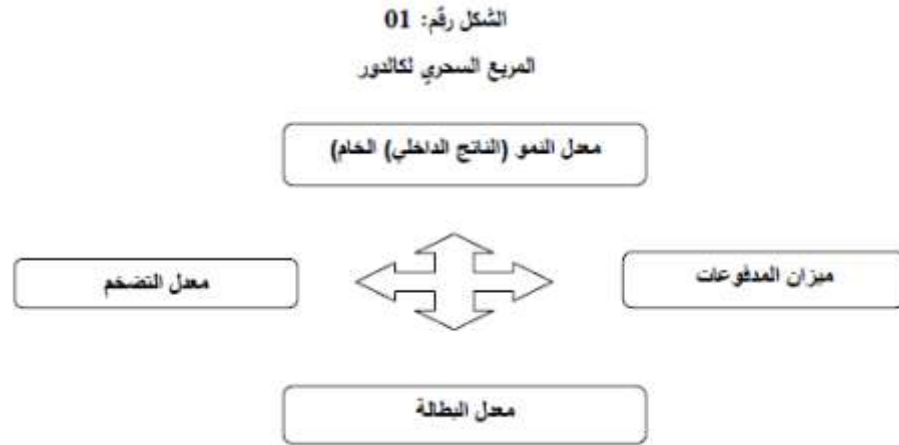 الشكل رقم: 01
المربع السحري لكالدور
معدل النمو (الناتج الداخلي) الخام)
ميزان المدفوعات
معدل التضخم
معدل البطالة